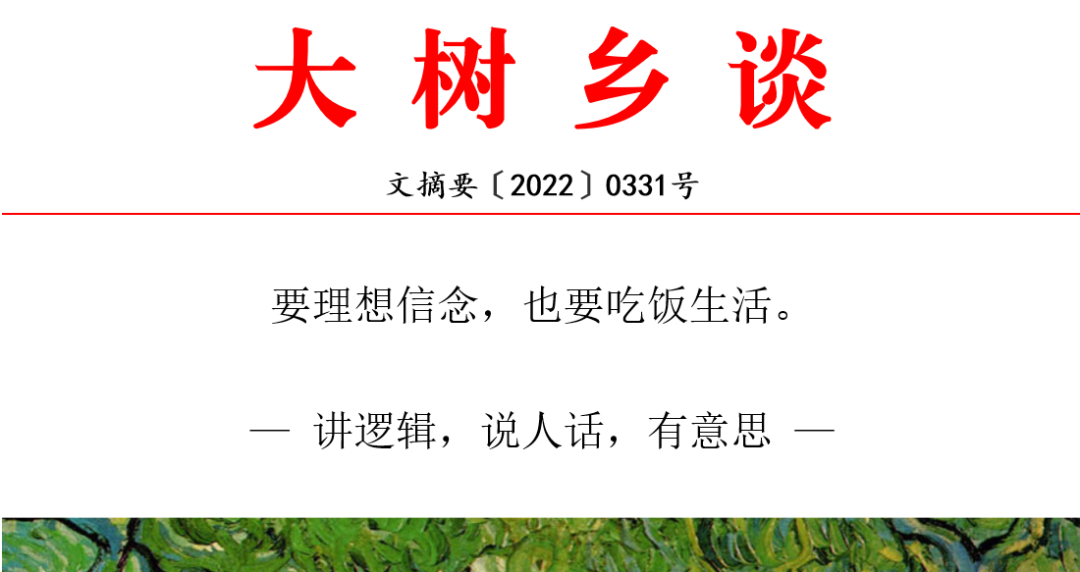 大树乡谈
文摘要〔2022〕0331号
要理想信念，也要吃饭生活。
— 讲逻辑，说人话，有意思 —